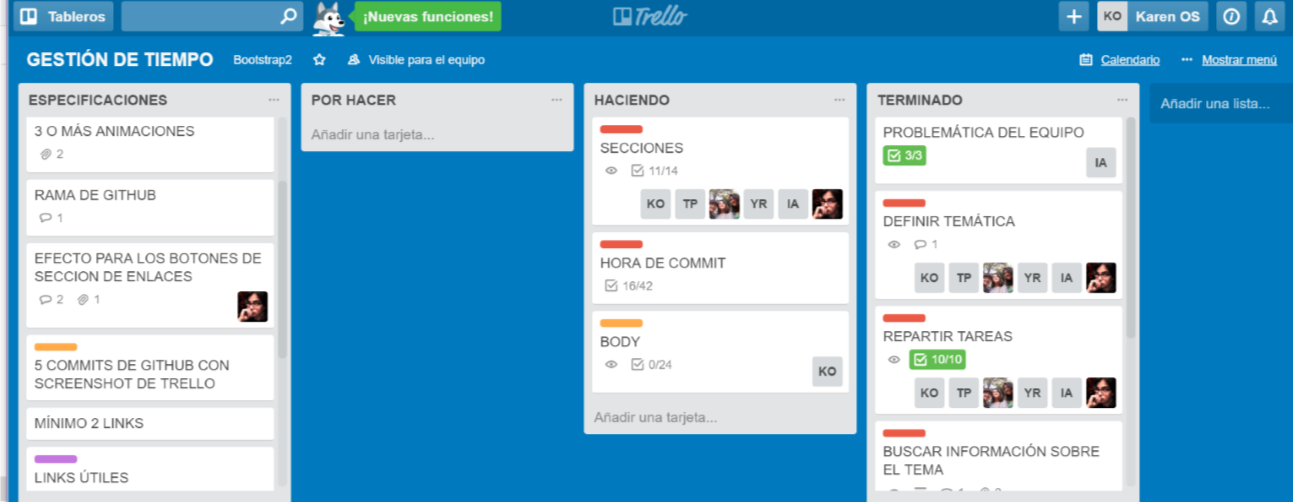 Tableros
¡Nuevas funciones!
Trello
KO Karen OS
GESTIÓN DE TIEMPO
Bootstrap2
Visible para el equipo
Calendario
Mostrar menú
ESPECIFICACIONES
3 O MÁS ANIMACIONES
2
RAMA DE GITHUB
1
EFECTO PARA LOS BOTONES DE
SECCION DE ENLACES
2 1
5 COMMITS DE GITHUB CON
SCREENSHOT DE TRELLO
MÍNIMO 2 LINKS
LINKS ÚTILES
POR HACER
Añadir una tarjeta...
HACIENDO
SECCIONES
11/14
KO TP YR IA
HORA DE COMMIT
16/42
BODY
0/24
KO
Añadir una tarjeta...
TERMINADO
PROBLEMÁTICA DEL EQUIPO
3/3
IA
DEFINIR TEMÁTICA
1
KO TP YR IA
REPARTIR TAREAS
10/10
KO TP YR IA
BUSCAR INFORMACIÓN SOBRE
EL TEMA
Añadir una lista...